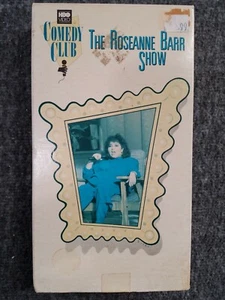 HBO
VIDEO
COMEDY
CLUB
THE ROSEANNE BARR
SHOW